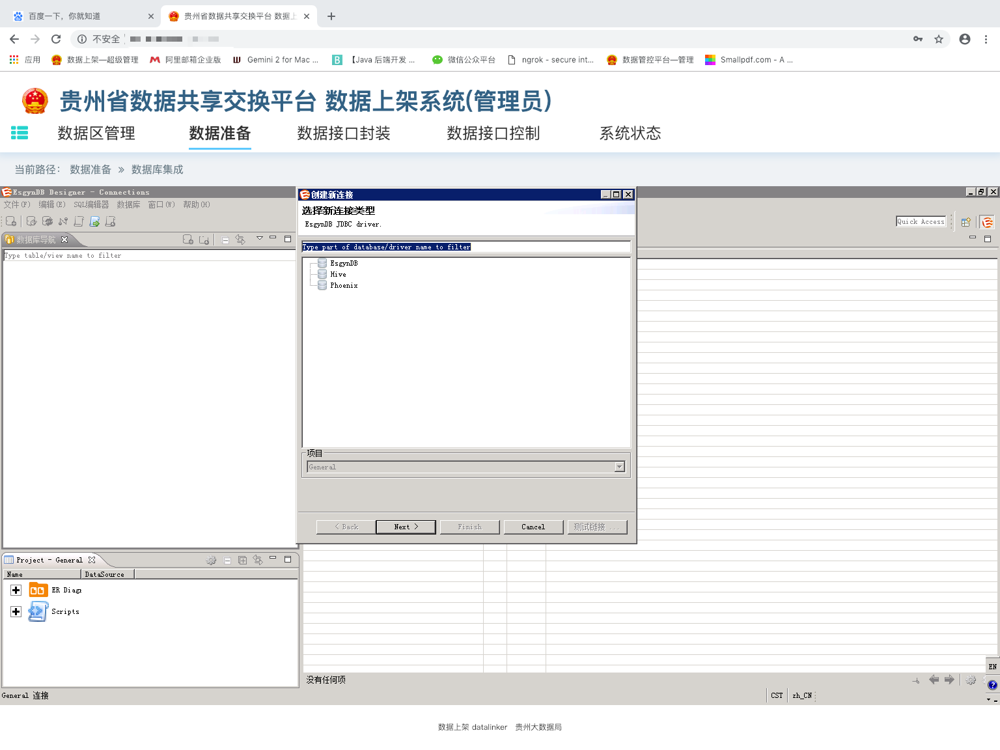 百度一下，你就知道
贵州省数据共享交换平台 数据上
不安全
应用
数据上架—超级管理
阿里邮箱企业版
Gemini 2 for Mac ...
【Java 后端开发 ...
微信公众平台
ngrok - secure int...
数据管控平台—管理
Smallpdf.com - A ...
贵州省数据共享交换平台 数据上架系统(管理员)
数据区管理
数据准备
数据接口封装
数据接口控制
系统状态
当前路径： 数据准备 » 数据库集成
EsgynDB Designer - Connections
文件(F) 编辑(E) SQL编辑器 数据库 窗口(W) 帮助(H)
Quick Access
数据库导航
Type table/view name to filter
创建新连接
选择新连接类型
EsgynDB JDBC driver.
Type part of database/driver name to filter
EsgynDB
Hive
Phoenix
项目
General
< Back
Next >
Finish
Cancel
测试链接 ...
Project - General
Name
DataSource
ER Diagr
Scripts
没有任何项
EN
General 连接
CST
zh_CN
数据上架 datalinker 贵州大数据局